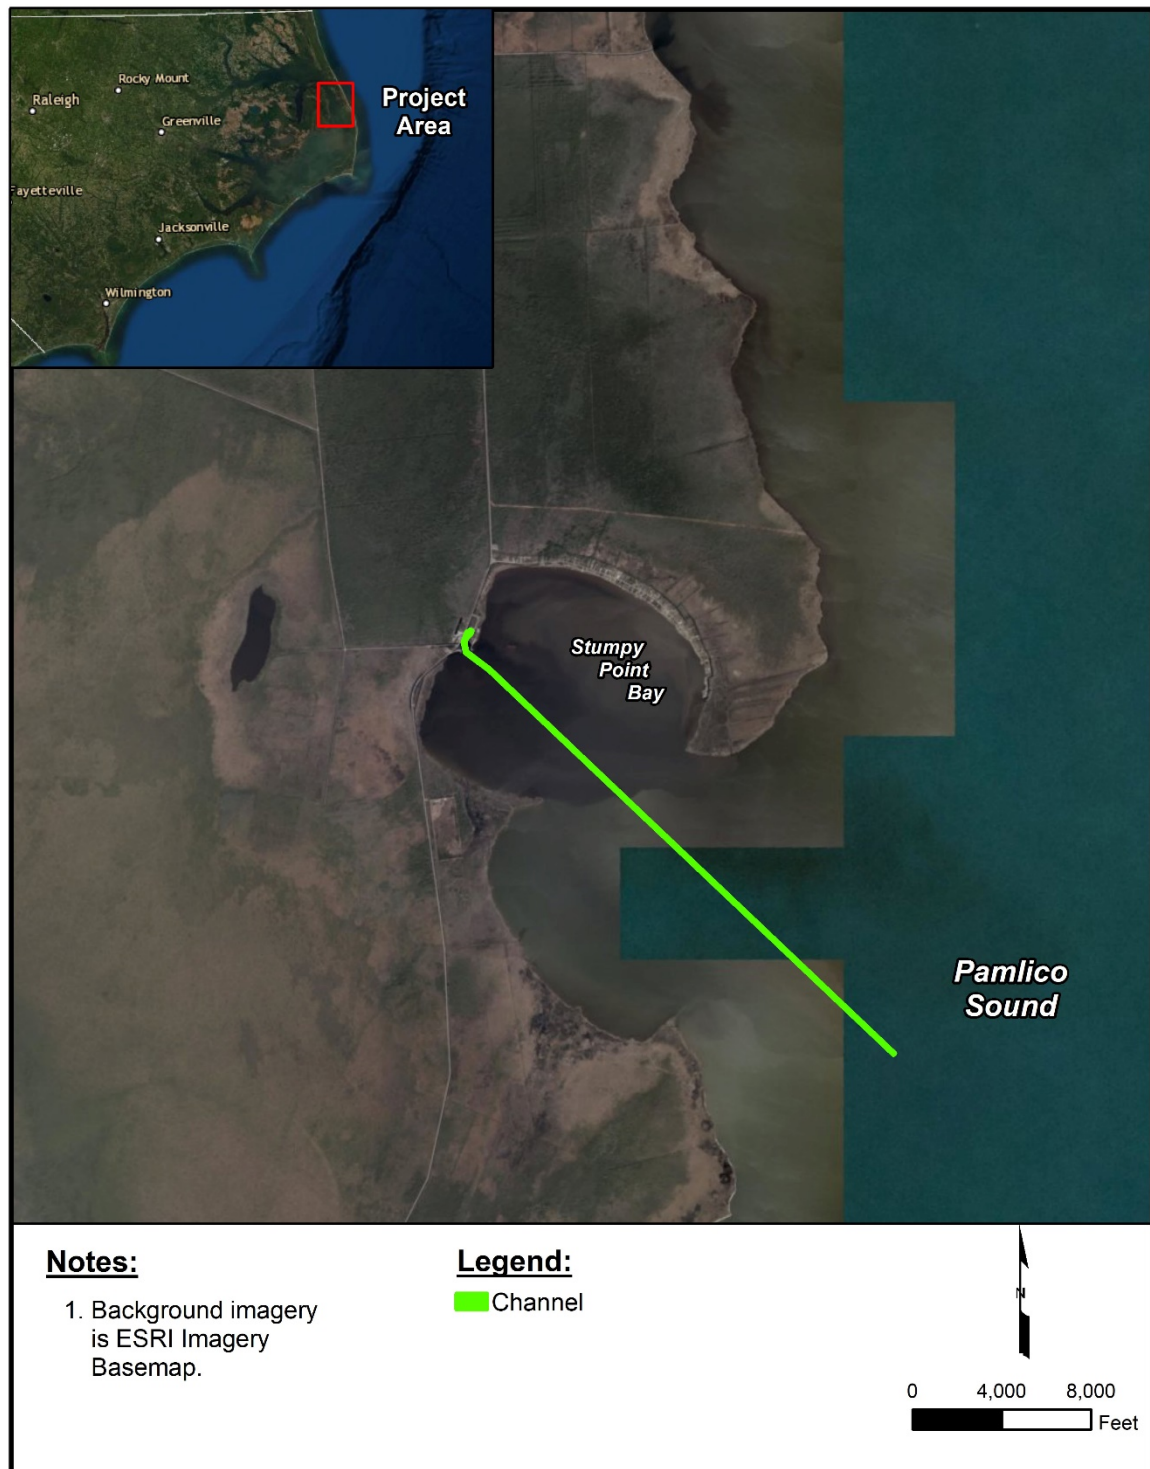 Rocky Mount
Raleigh
Greenville
Project
Area
Fayetteville
Jacksonville
Wilmington
Stumpy
Point
Bay
Pamlico
Sound
Notes:
1. Background imagery
is ESRI Imagery
Basemap.
Legend:
Channel
N
0 4,000 8,000
Feet